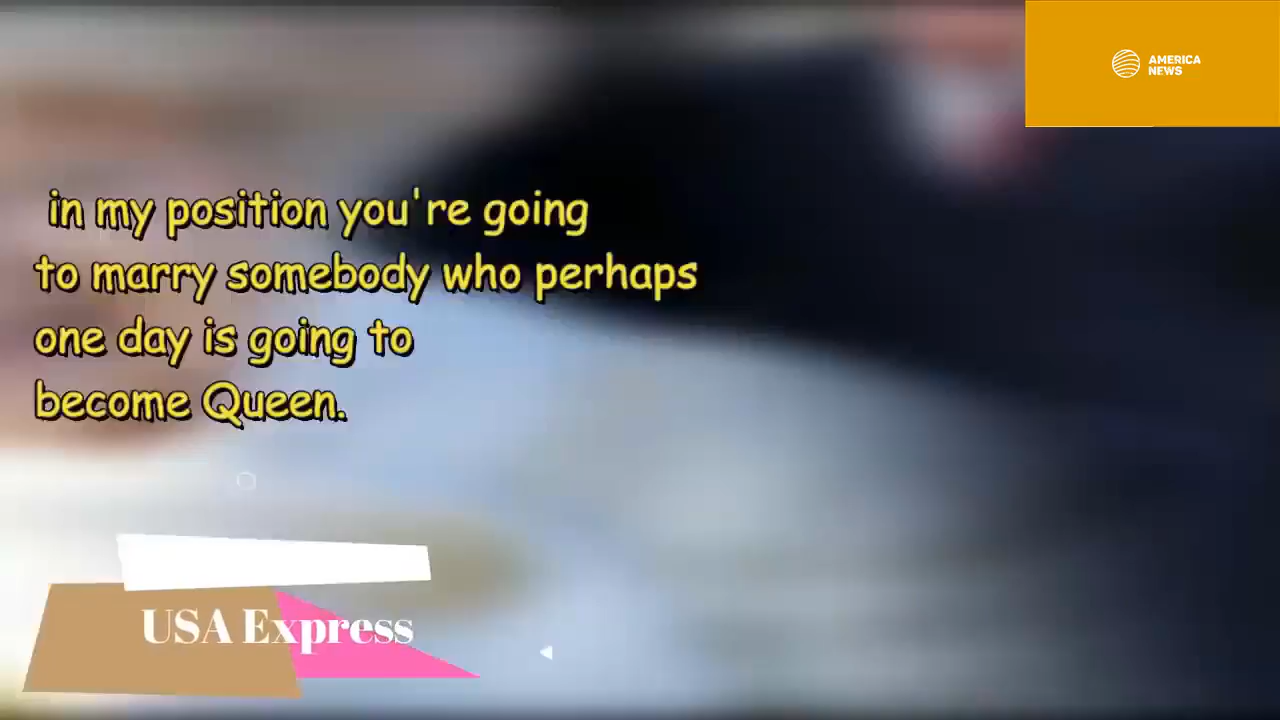 AMERICA
NEWS
in my position you're going
to marry somebody who perhaps
one day is going to
become Queen.
USA Express